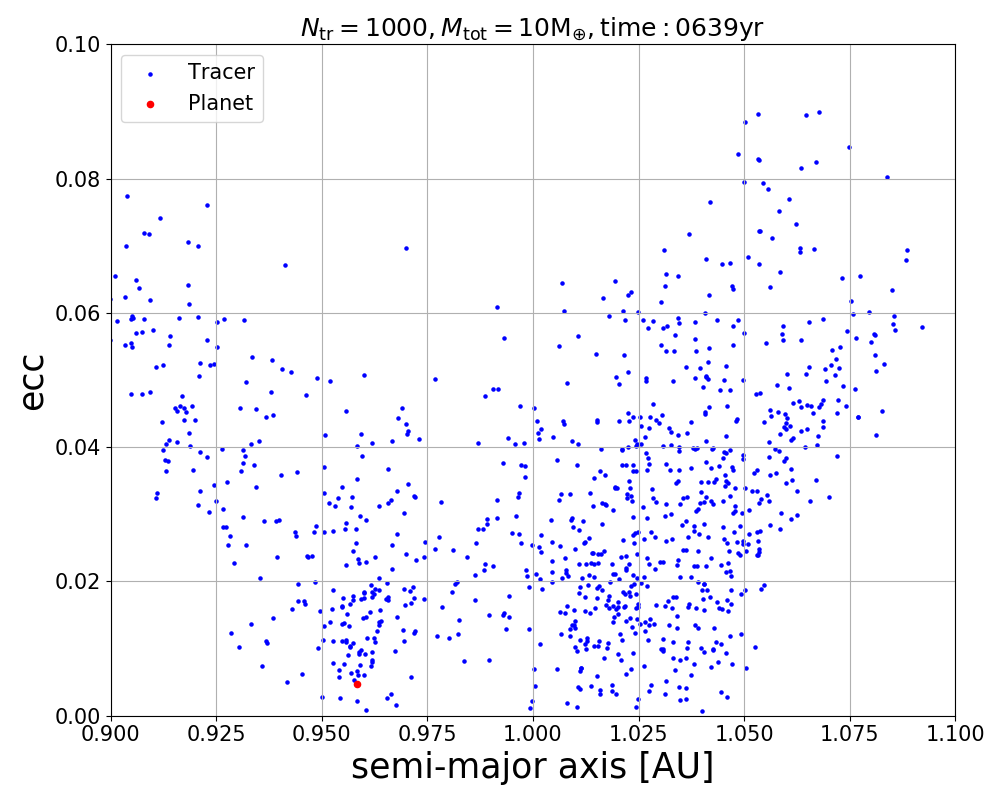 N_tr = 1000, M_tot = 10M_⊕, time : 0639yr
0.10
Tracer
Planet
0.08
0.06
ecc
0.04
0.02
0.00
0.900 0.925 0.950 0.975 1.000 1.025 1.050 1.075 1.100
semi-major axis [AU]